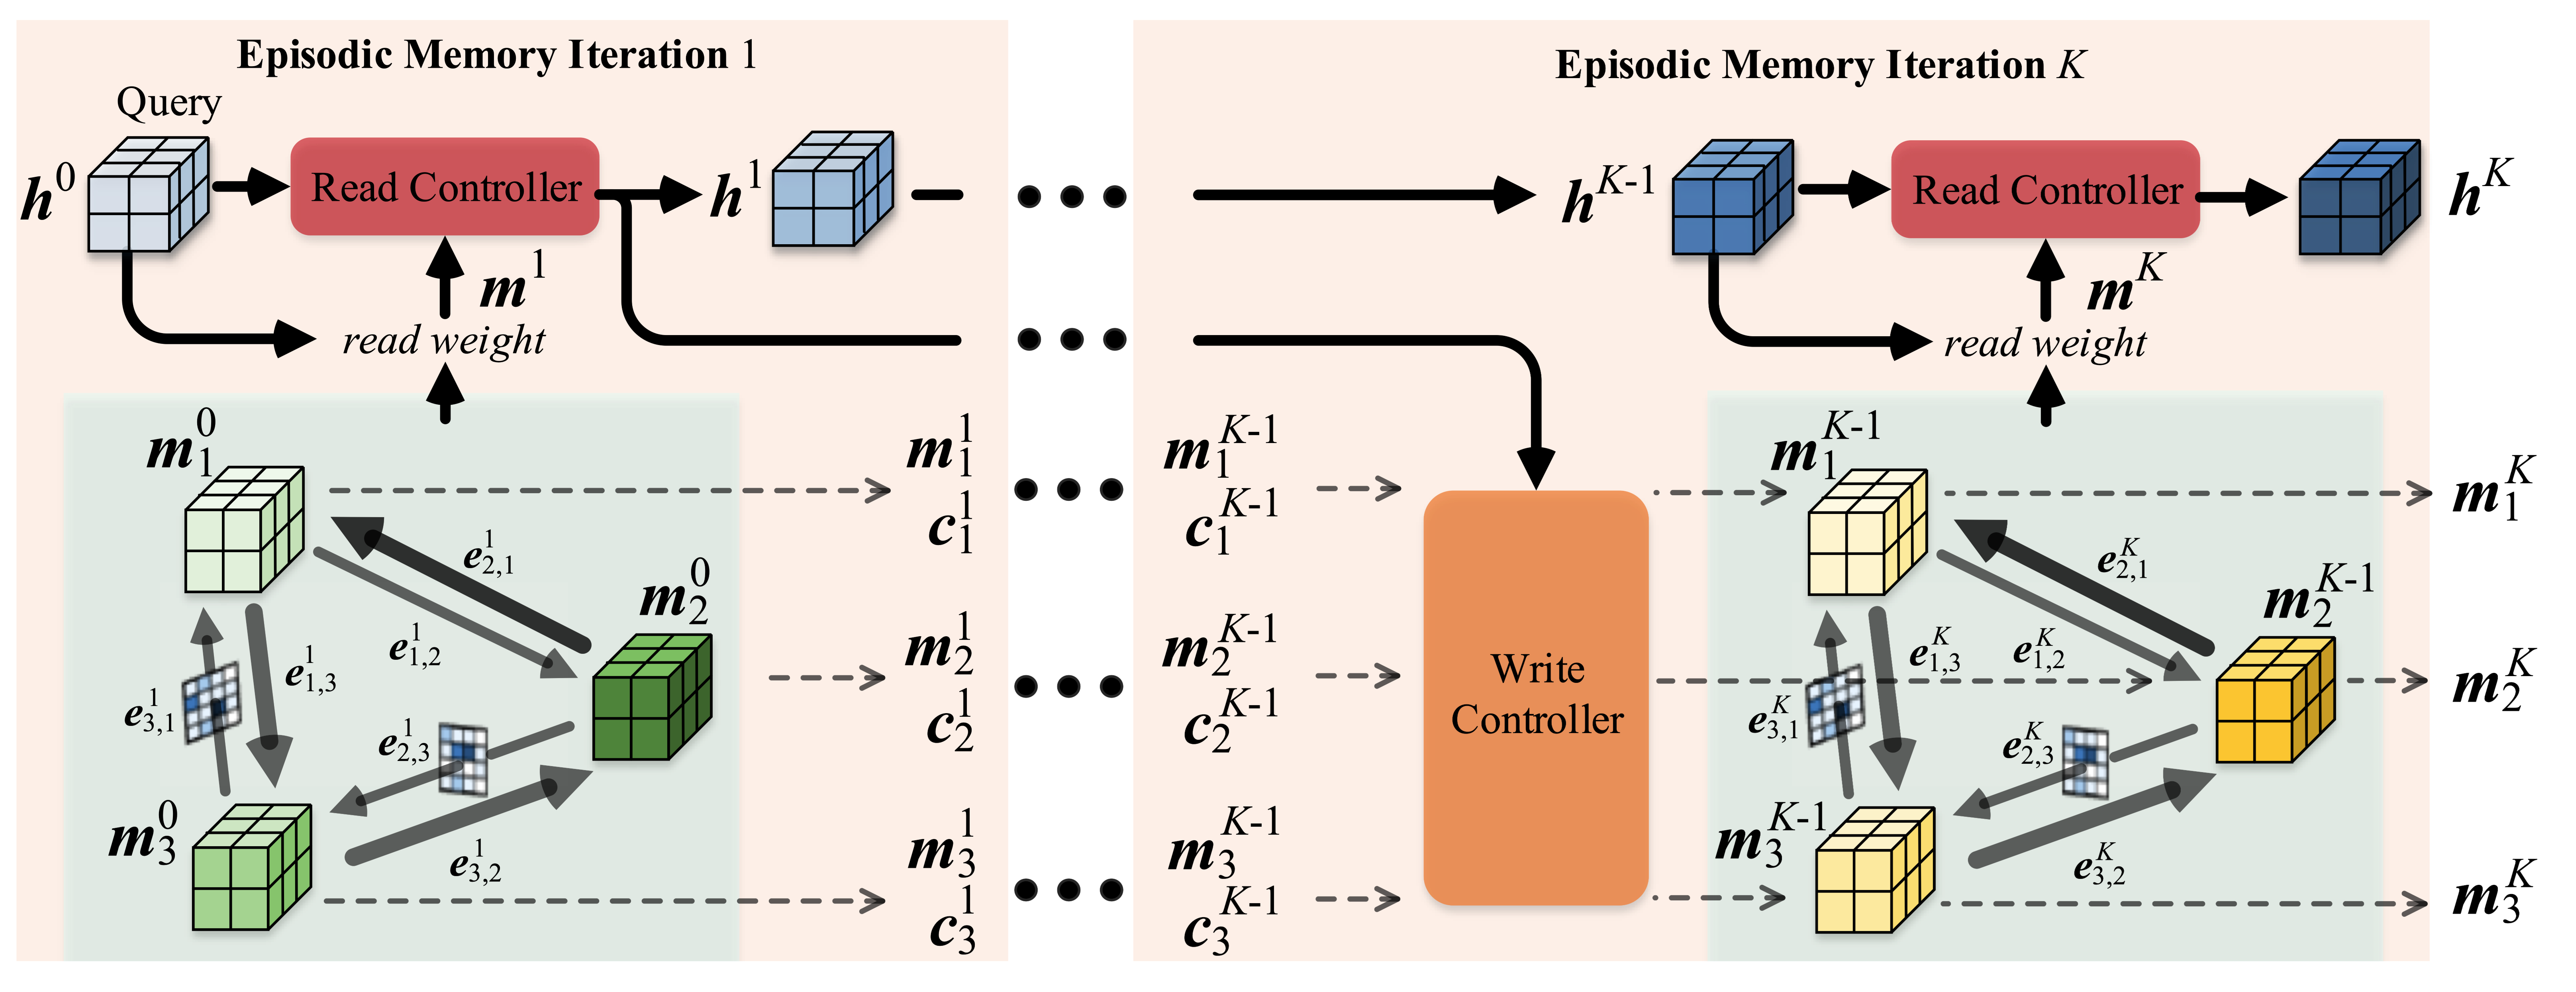 Episodic Memory Iteration 1
Query
h^0
Read Controller
h^1
m^1
read weight
m_1^0
e_{2,1}^1
m_2^0
e_{1,2}^1
e_{1,3}^1
e_{3,1}^1
e_{2,3}^1
m_3^0
e_{3,2}^1
m_1^1
c_1^1
m_2^1
c_2^1
m_3^1
c_3^1
Episodic Memory Iteration K
h^{K-1}
Read Controller
h^K
m^K
read weight
m_1^{K-1}
c_1^{K-1}
m_2^{K-1}
c_2^{K-1}
m_3^{K-1}
c_3^{K-1}
Write
Controller
m_1^{K-1}
e_{2,1}^K
m_2^{K-1}
e_{1,3}^K
e_{1,2}^K
e_{3,1}^K
e_{2,3}^K
m_3^{K-1}
e_{3,2}^K
m_1^K
m_2^K
m_3^K